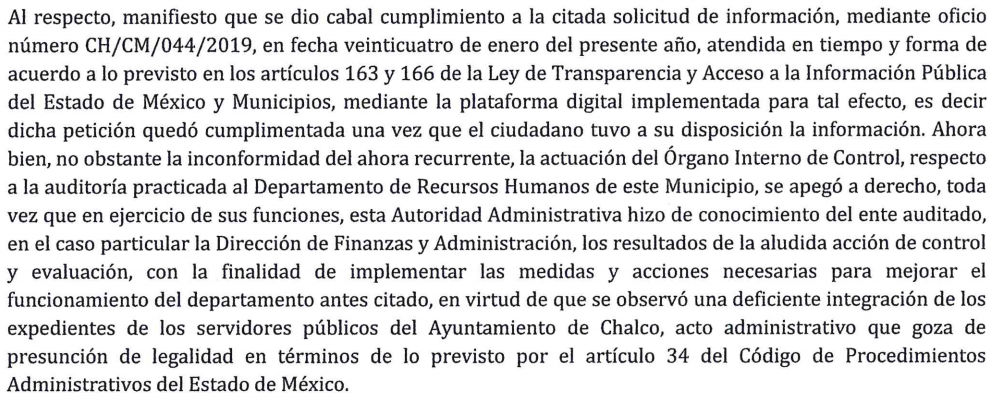 Al respecto, manifiesto que se dio cabal cumplimiento a la citada solicitud de información, mediante oficio
número CH/CM/044/2019, en fecha veinticuatro de enero del presente año, atendida en tiempo y forma de
acuerdo a lo previsto en los artículos 163 y 166 de la Ley de Transparencia y Acceso a la Información Pública
del Estado de México y Municipios, mediante la plataforma digital implementada para tal efecto, es decir
dicha petición quedó cumplimentada una vez que el ciudadano tuvo a su disposición la información. Ahora
bien, no obstante la inconformidad del ahora recurrente, la actuación del Órgano Interno de Control, respecto
a la auditoría practicada al Departamento de Recursos Humanos de este Municipio, se apegó a derecho, toda
vez que en ejercicio de sus funciones, esta Autoridad Administrativa hizo de conocimiento del ente auditado,
en el caso particular la Dirección de Finanzas y Administración, los resultados de la aludida acción de control
y evaluación, con la finalidad de implementar las medidas y acciones necesarias para mejorar el
funcionamiento del departamento antes citado, en virtud de que se observó una deficiente integración de los
expedientes de los servidores públicos del Ayuntamiento de Chalco, acto administrativo que goza de
presunción de legalidad en términos de lo previsto por el artículo 34 del Código de Procedimientos
Administrativos del Estado de México.